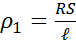 ρ₁ = RS/ℓ